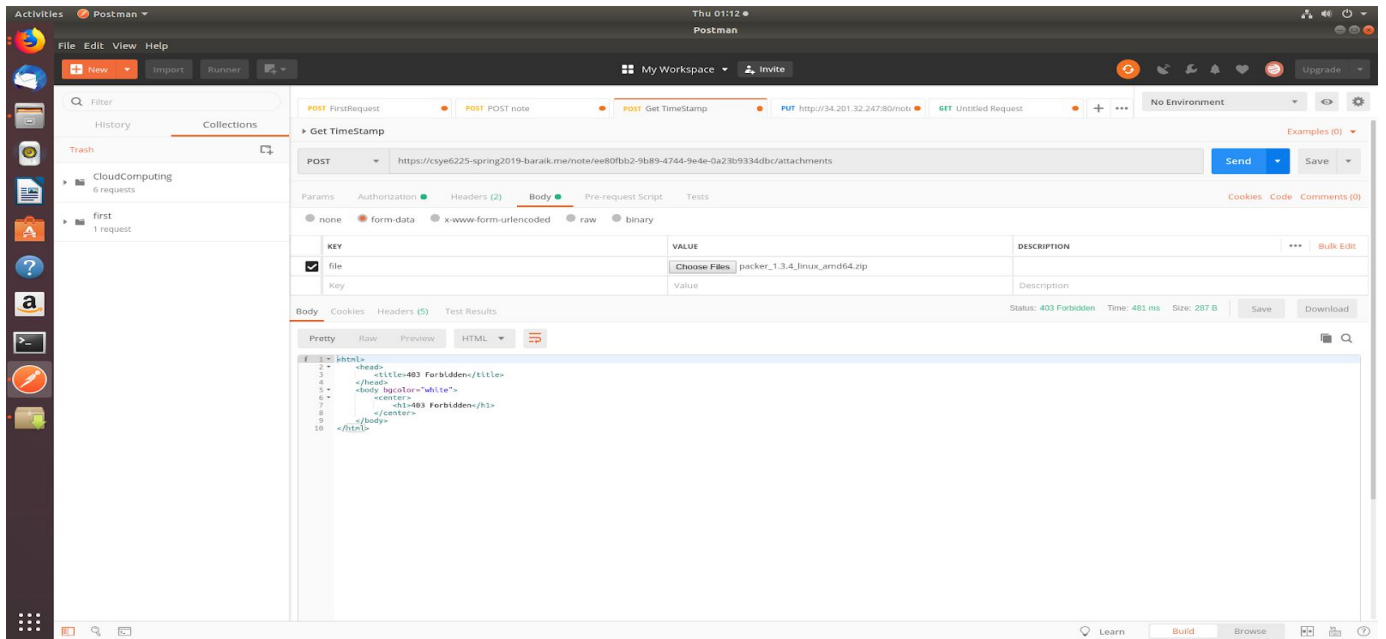 Activities Postman Thu 01:12
Postman
File Edit View Help
New Import Runner My Workspace Invite Upgrade
Filter
History Collections
Trash
CloudComputing
6 requests
first
1 request
POST FirstRequest POST POST note POST Get TimeStamp PUT http://34.201.32.247:80/note GET Untitled Request + ... No Environment
Get TimeStamp Examples (0)
POST https://csye6225-spring2019-baraik.me/note/ee80fbb2-9b89-4744-9e4e-0a23b9334dbc/attachments Send Save
Params Authorization Headers (2) Body Pre-request Script Tests Cookies Code Comments (0)
none form-data x-www-form-urlencoded raw binary
KEY VALUE DESCRIPTION ... Bulk Edit
file Choose Files packer_1.3.4_linux_amd64.zip
Key Value Description
Body Cookies Headers (5) Test Results Status: 403 Forbidden Time: 481 ms Size: 287 B Save Download
Pretty Raw Preview HTML
i 1 <html>
2 <head>
3 <title>403 Forbidden</title>
4 </head>
5 <body bgcolor="white">
6 <center>
7 <h1>403 Forbidden</h1>
8 </center>
9 </body>
10 </html>
Learn Build Browse